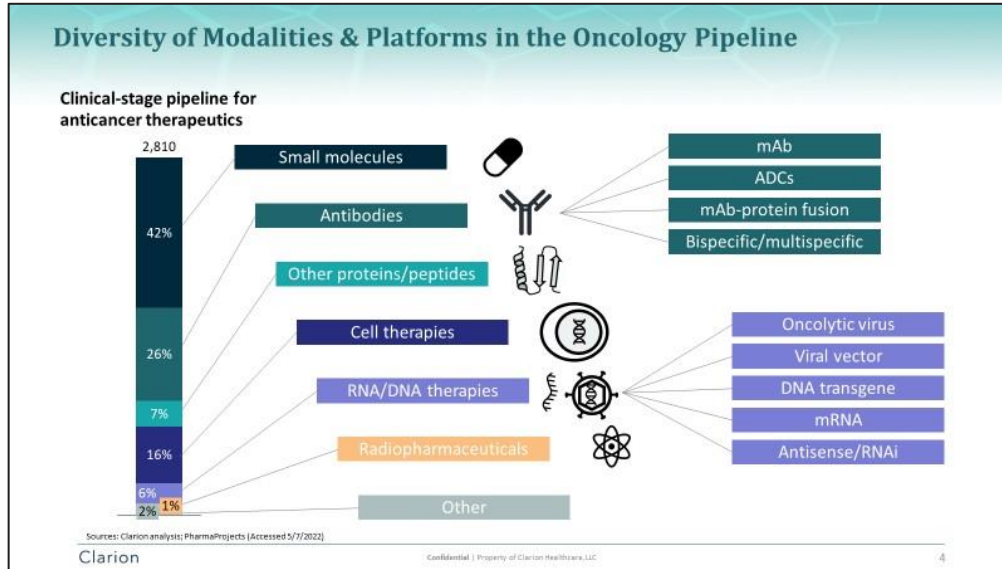 Diversity of Modalities & Platforms in the Oncology Pipeline
Clinical-stage pipeline for
anticancer therapeutics
2,810
42%
26%
7%
16%
6%
1%
2%
Small molecules
Antibodies
Other proteins/peptides
Cell therapies
RNA/DNA therapies
Radiopharmaceuticals
Other
mAb
ADCs
mAb-protein fusion
Bispecific/multispecific
Oncolytic virus
Viral vector
DNA transgene
mRNA
Antisense/RNAi
Sources: Clarion analysis; PharmaProjects (Accessed 5/7/2022)
Clarion
Confidential | Property of Clarion Healthcare, LLC
4